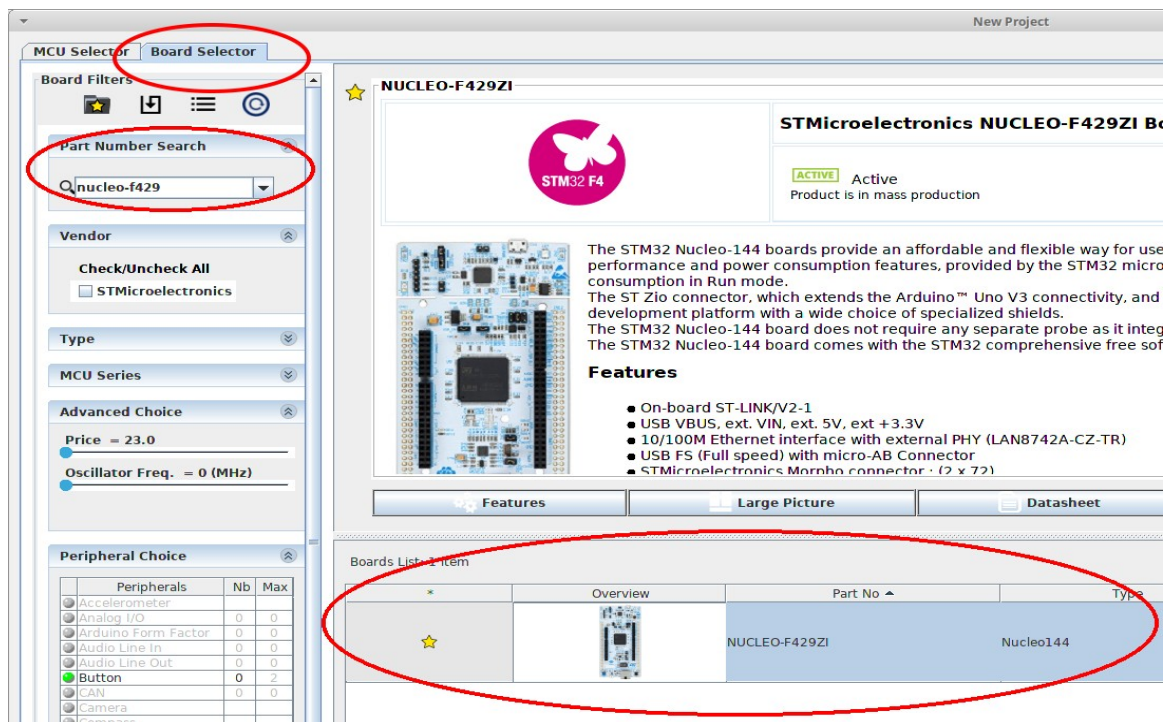 New Project
MCU Selector
Board Selector
Board Filters
Part Number Search
nucleo-f429
Vendor
Check/Uncheck All
STMicroelectronics
Type
MCU Series
Advanced Choice
Price = 23.0
Oscillator Freq. = 0 (MHz)
Peripheral Choice
Peripherals Nb Max
Accelerometer
Analog I/O 0 0
Arduino Form Factor 0 0
Audio Line In 0 0
Audio Line Out 0 0
Button 0 2
CAN 0 0
Camera
Compass
NUCLEO-F429ZI
STM32 F4
STMicroelectronics NUCLEO-F429ZI Bo
ACTIVE Active
Product is in mass production
The STM32 Nucleo-144 boards provide an affordable and flexible way for use
performance and power consumption features, provided by the STM32 micro
consumption in Run mode.
The ST Zio connector, which extends the Arduino™ Uno V3 connectivity, and
development platform with a wide choice of specialized shields.
The STM32 Nucleo-144 board does not require any separate probe as it integ
The STM32 Nucleo-144 board comes with the STM32 comprehensive free sof
Features
● On-board ST-LINK/V2-1
● USB VBUS, ext. VIN, ext. 5V, ext +3.3V
● 10/100M Ethernet interface with external PHY (LAN8742A-CZ-TR)
● USB FS (Full speed) with micro-AB Connector
● STMicroelectronics Morpho connector : (2 x 72)
Features
Large Picture
Datasheet
Boards List: 1 item
* Overview Part No Type
NUCLEO-F429ZI Nucleo144